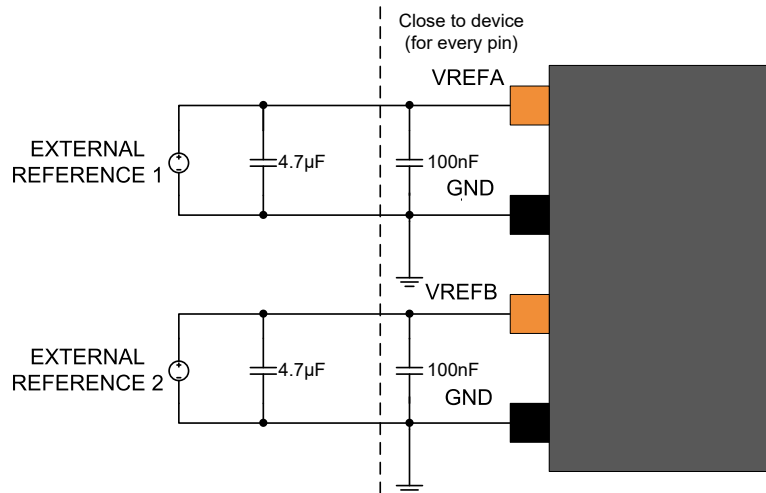 Close to device
(for every pin)
VREFA
EXTERNAL
REFERENCE 1
4.7µF
100nF
GND
VREFB
EXTERNAL
REFERENCE 2
4.7µF
100nF
GND